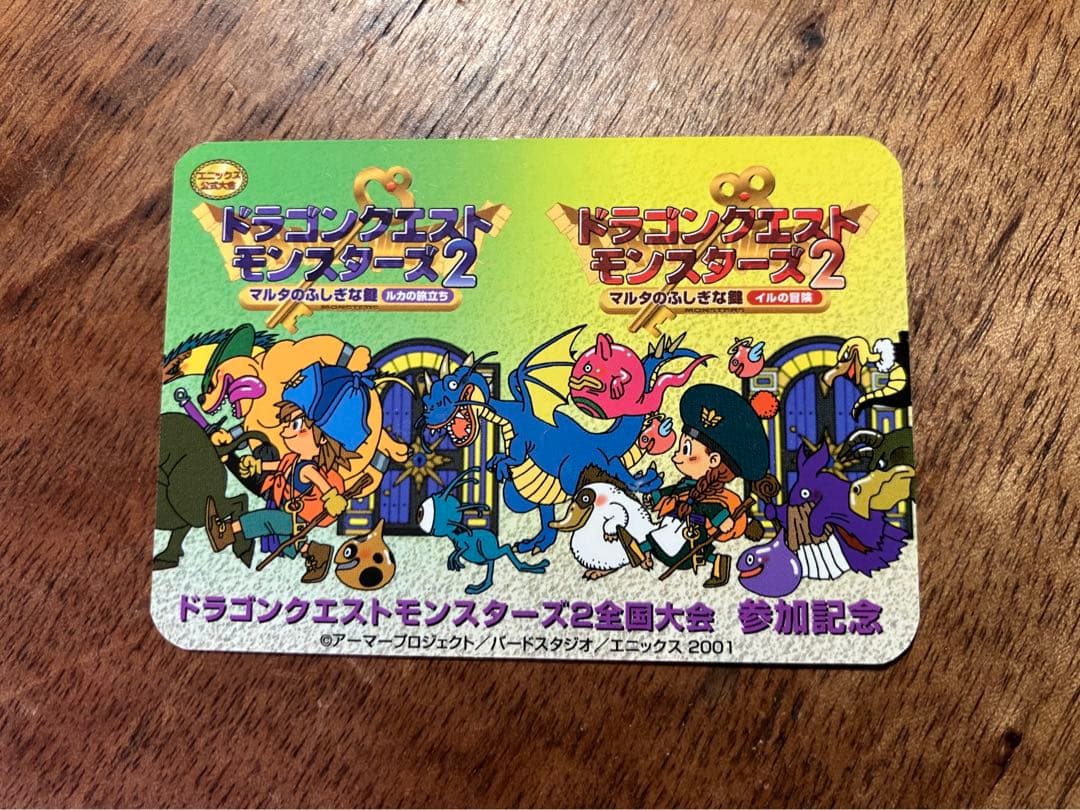 エニックス
公式大会
ドラゴンクエスト
モンスターズ2
マルタのふしぎな鍵 ルカの旅立ち
ドラゴンクエスト
モンスターズ2
マルタのふしぎな鍵 イルの冒険
ドラゴンクエストモンスターズ2全国大会 参加記念
©アーマープロジェクト/バードスタジオ/エニックス 2001